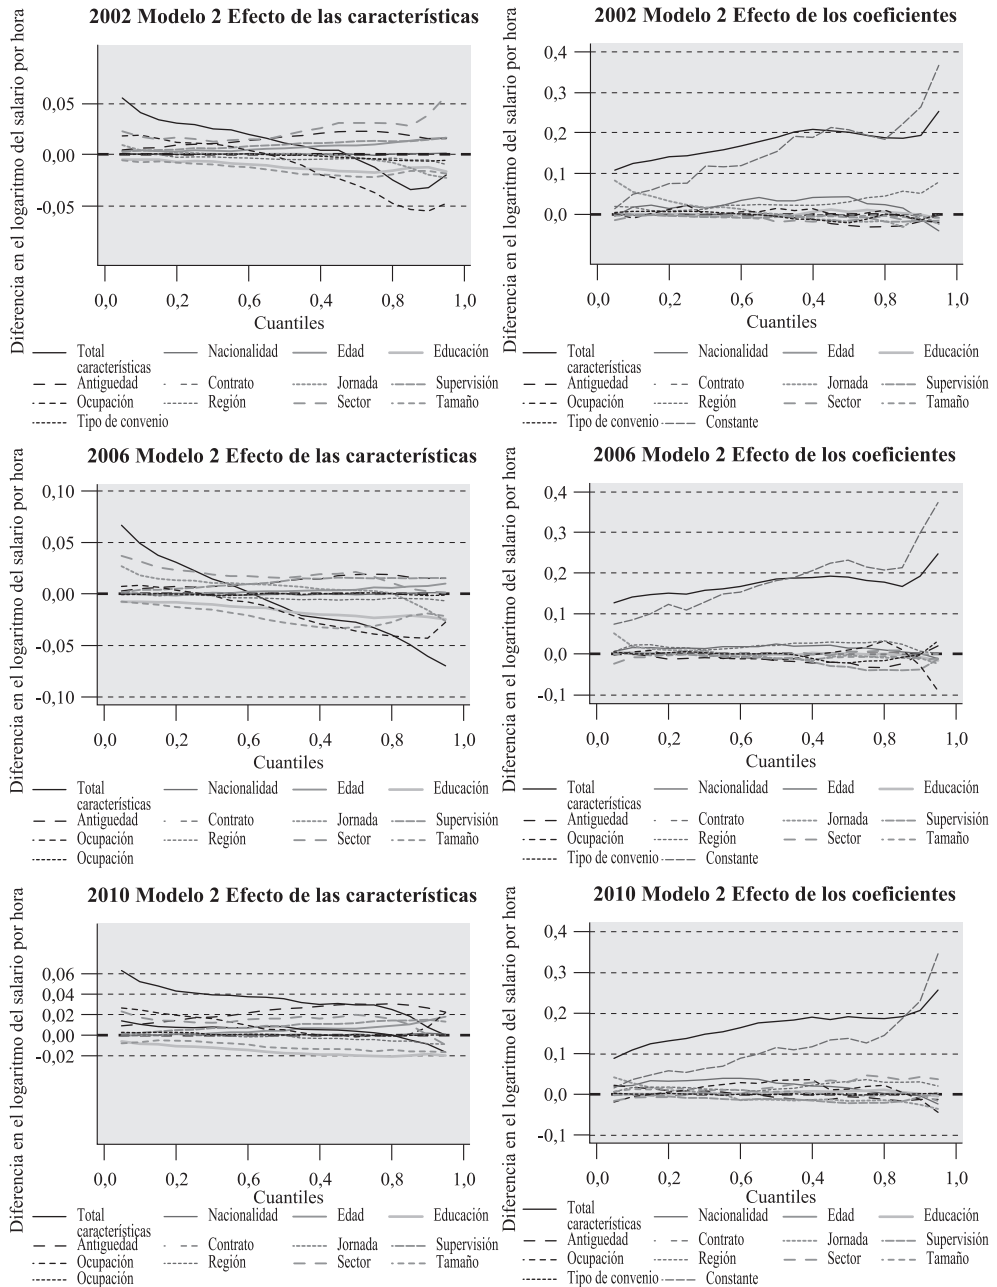 2002 Modelo 2 Efecto de las características
Diferencia en el logaritmo del salario por hora
0,05
0,00
-0,05
0,0 0,2 0,6 0,4 0,8 1,0
Cuantiles
Total características
Nacionalidad
Edad
Educación
Antiguedad
Contrato
Jornada
Supervisión
Ocupación
Región
Sector
Tamaño
Tipo de convenio
2002 Modelo 2 Efecto de los coeficientes
Diferencia en el logaritmo del salario por hora
0,4
0,3
0,2
0,1
0,0
0,0 0,2 0,6 0,4 0,8 1,0
Cuantiles
Total características
Nacionalidad
Edad
Educación
Antiguedad
Contrato
Jornada
Supervisión
Ocupación
Región
Sector
Tamaño
Tipo de convenio
Constante
2006 Modelo 2 Efecto de las características
Diferencia en el logaritmo del salario por hora
0,10
0,05
0,00
-0,05
-0,10
0,0 0,2 0,6 0,4 0,8 1,0
Cuantiles
Total características
Nacionalidad
Edad
Educación
Antiguedad
Contrato
Jornada
Supervisión
Ocupación
Región
Sector
Tamaño
Ocupación
2006 Modelo 2 Efecto de los coeficientes
Diferencia en el logaritmo del salario por hora
0,4
0,3
0,2
0,1
0,0
-0,1
0,0 0,2 0,6 0,4 0,8 1,0
Cuantiles
Total características
Nacionalidad
Edad
Educación
Antiguedad
Contrato
Jornada
Supervisión
Ocupación
Región
Sector
Tamaño
Tipo de convenio
Constante
2010 Modelo 2 Efecto de las características
Diferencia en el logaritmo del salario por hora
0,06
0,04
0,02
0,00
-0,02
0,0 0,2 0,6 0,4 0,8 1,0
Cuantiles
Total características
Nacionalidad
Edad
Educación
Antiguedad
Contrato
Jornada
Supervisión
Ocupación
Región
Sector
Tamaño
Ocupación
2010 Modelo 2 Efecto de los coeficientes
Diferencia en el logaritmo del salario por hora
0,4
0,3
0,2
0,1
0,0
-0,1
0,0 0,2 0,6 0,4 0,8 1,0
Cuantiles
Total características
Nacionalidad
Edad
Educación
Antiguedad
Contrato
Jornada
Supervisión
Ocupación
Región
Sector
Tamaño
Tipo de convenio
Constante